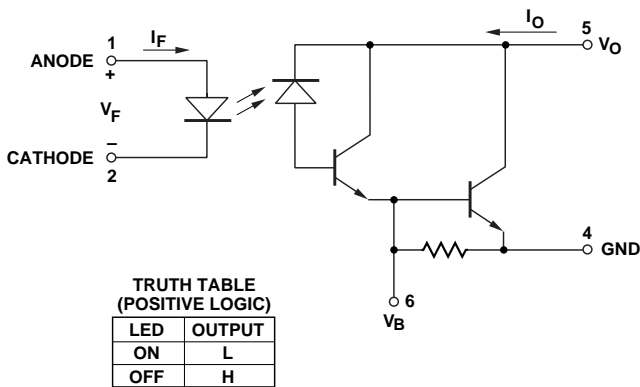 I_F
I_O
1
5
ANODE
V_O
+
V_F
–
CATHODE
2
4
GND
6
V_B
TRUTH TABLE
(POSITIVE LOGIC)
LED OUTPUT
ON L
OFF H